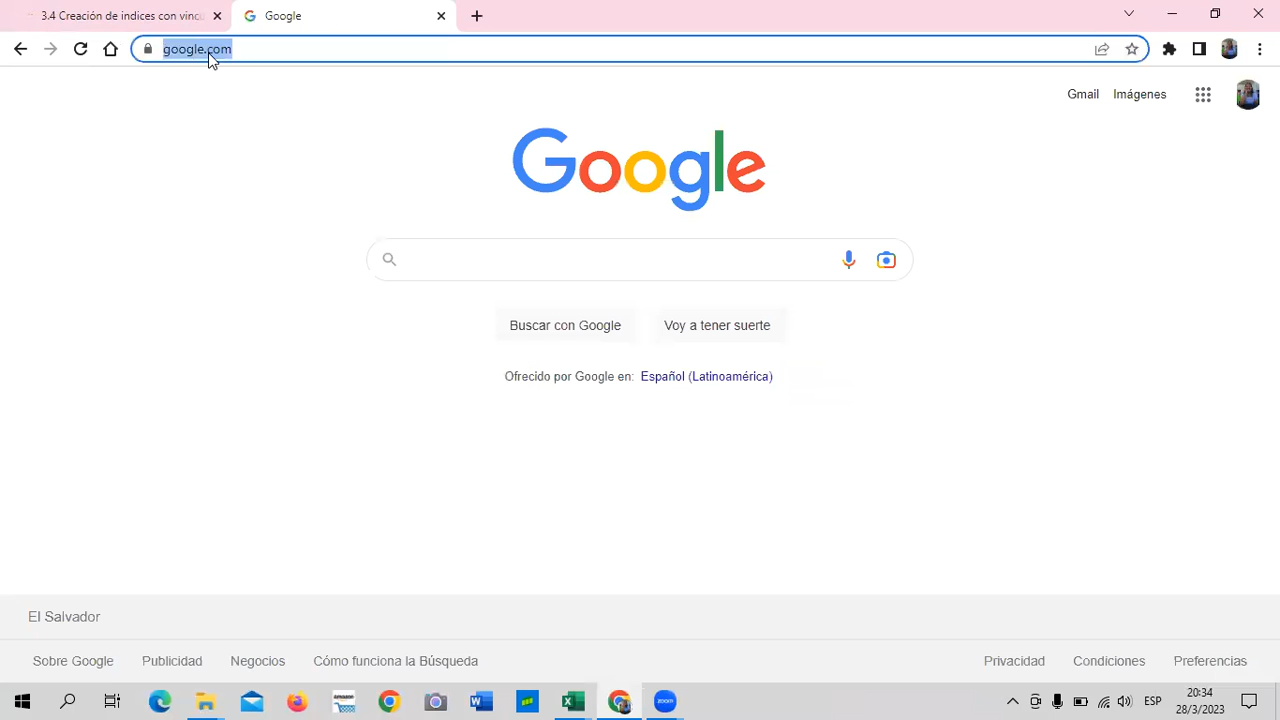 3.4 Creación de indices con vincu
Google
google.com
Gmail
Imágenes
Google
Buscar con Google
Voy a tener suerte
Ofrecido por Google en: Español (Latinoamérica)
El Salvador
Sobre Google
Publicidad
Negocios
Cómo funciona la Búsqueda
Privacidad
Condiciones
Preferencias
zoom
ESP
20:34
28/3/2023